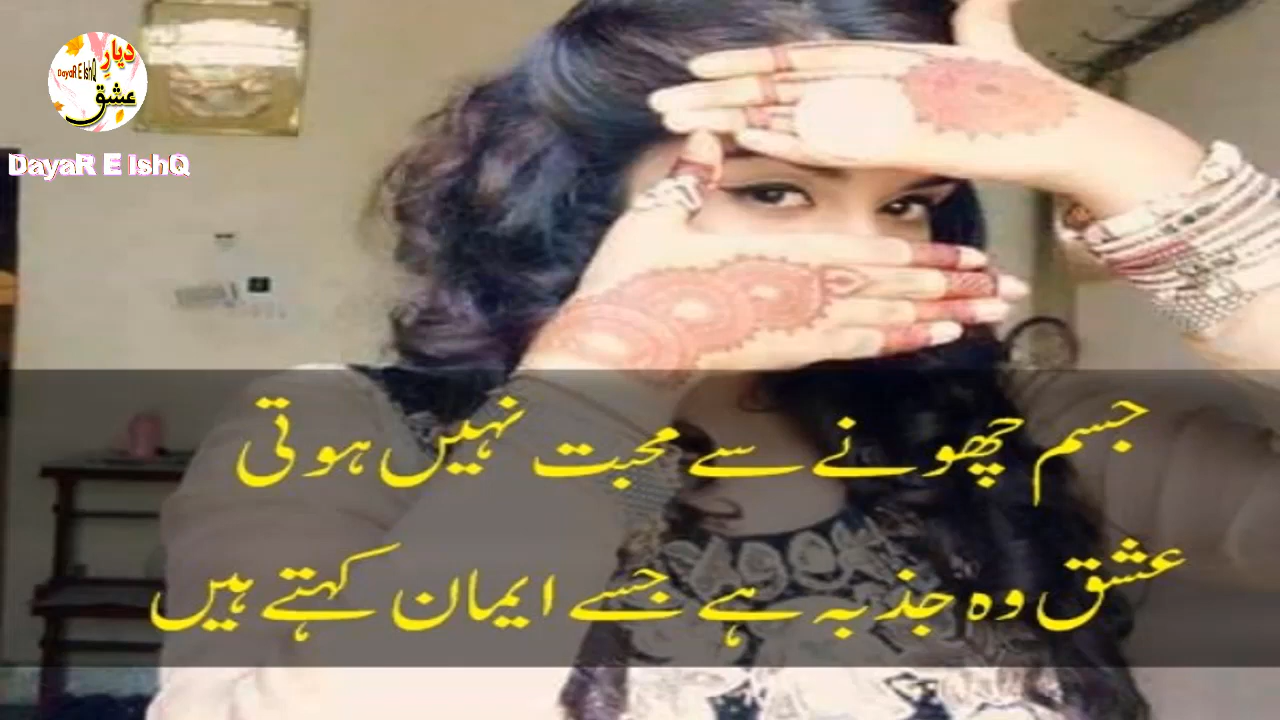 دیارِ
DayaR E IshQ
عشق
DayaR E IshQ
جسم چھونے سے محبت نہیں ہوتی
عشق وہ جذبہ ہے جسے ایمان کہتے ہیں